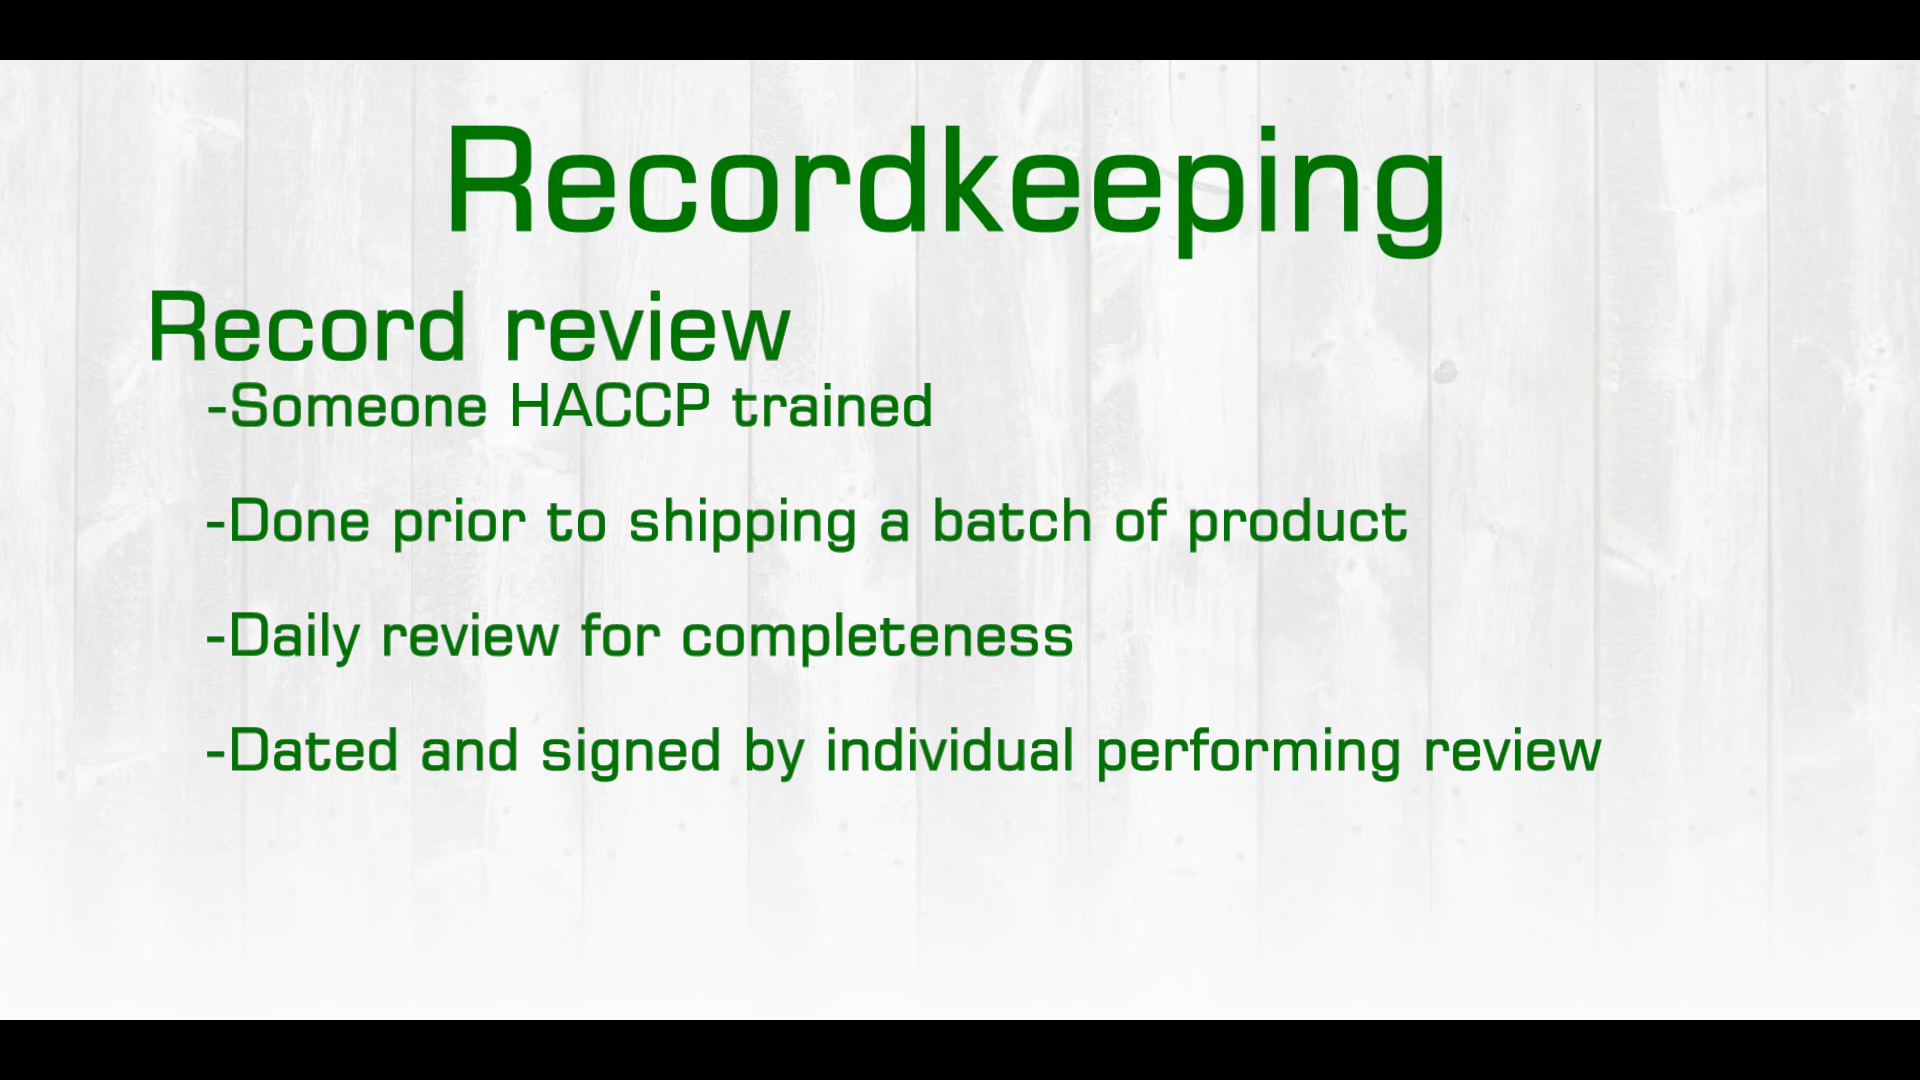 Recordkeeping
Record review
-Someone HACCP trained
-Done prior to shipping a batch of product
-Daily review for completeness
-Dated and signed by individual performing review